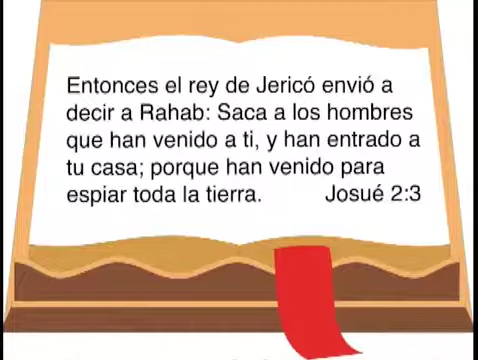 Entonces el rey de Jericó envió a
decir a Rahab: Saca a los hombres
que han venido a ti, y han entrado a
tu casa; porque han venido para
espiar toda la tierra. Josué 2:3